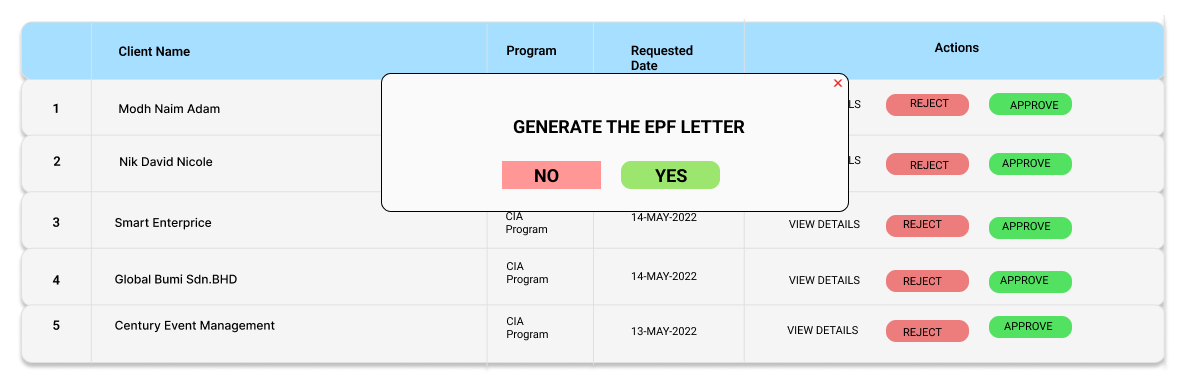 Client Name Program Requested Date Actions
1 Modh Naim Adam LS REJECT APPROVE
GENERATE THE EPF LETTER
2 Nik David Nicole LS REJECT APPROVE
NO YES
3 Smart Enterprice CIA Program 14-MAY-2022 VIEW DETAILS REJECT APPROVE
4 Global Bumi Sdn.BHD CIA Program 14-MAY-2022 VIEW DETAILS REJECT APPROVE
5 Century Event Management CIA Program 13-MAY-2022 VIEW DETAILS REJECT APPROVE